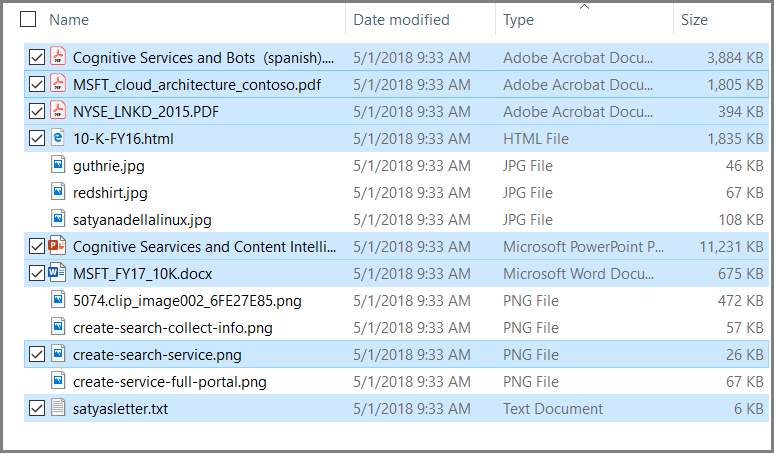 Name Date modified Type Size
Cognitive Services and Bots (spanish).... 5/1/2018 9:33 AM Adobe Acrobat Docu... 3,884 KB
MSFT_cloud_architecture_contoso.pdf 5/1/2018 9:33 AM Adobe Acrobat Docu... 1,805 KB
NYSE_LNKD_2015.PDF 5/1/2018 9:33 AM Adobe Acrobat Docu... 394 KB
10-K-FY16.html 5/1/2018 9:33 AM HTML File 1,835 KB
guthrie.jpg 5/1/2018 9:33 AM JPG File 46 KB
redshirt.jpg 5/1/2018 9:33 AM JPG File 67 KB
satyanadellalinux.jpg 5/1/2018 9:33 AM JPG File 108 KB
Cognitive Searvices and Content Intelli... 5/1/2018 9:33 AM Microsoft PowerPoint P... 11,231 KB
MSFT_FY17_10K.docx 5/1/2018 9:33 AM Microsoft Word Docu... 675 KB
5074.clip_image002_6FE27E85.png 5/1/2018 9:33 AM PNG File 472 KB
create-search-collect-info.png 5/1/2018 9:33 AM PNG File 57 KB
create-search-service.png 5/1/2018 9:33 AM PNG File 26 KB
create-service-full-portal.png 5/1/2018 9:33 AM PNG File 67 KB
satyasletter.txt 5/1/2018 9:33 AM Text Document 6 KB